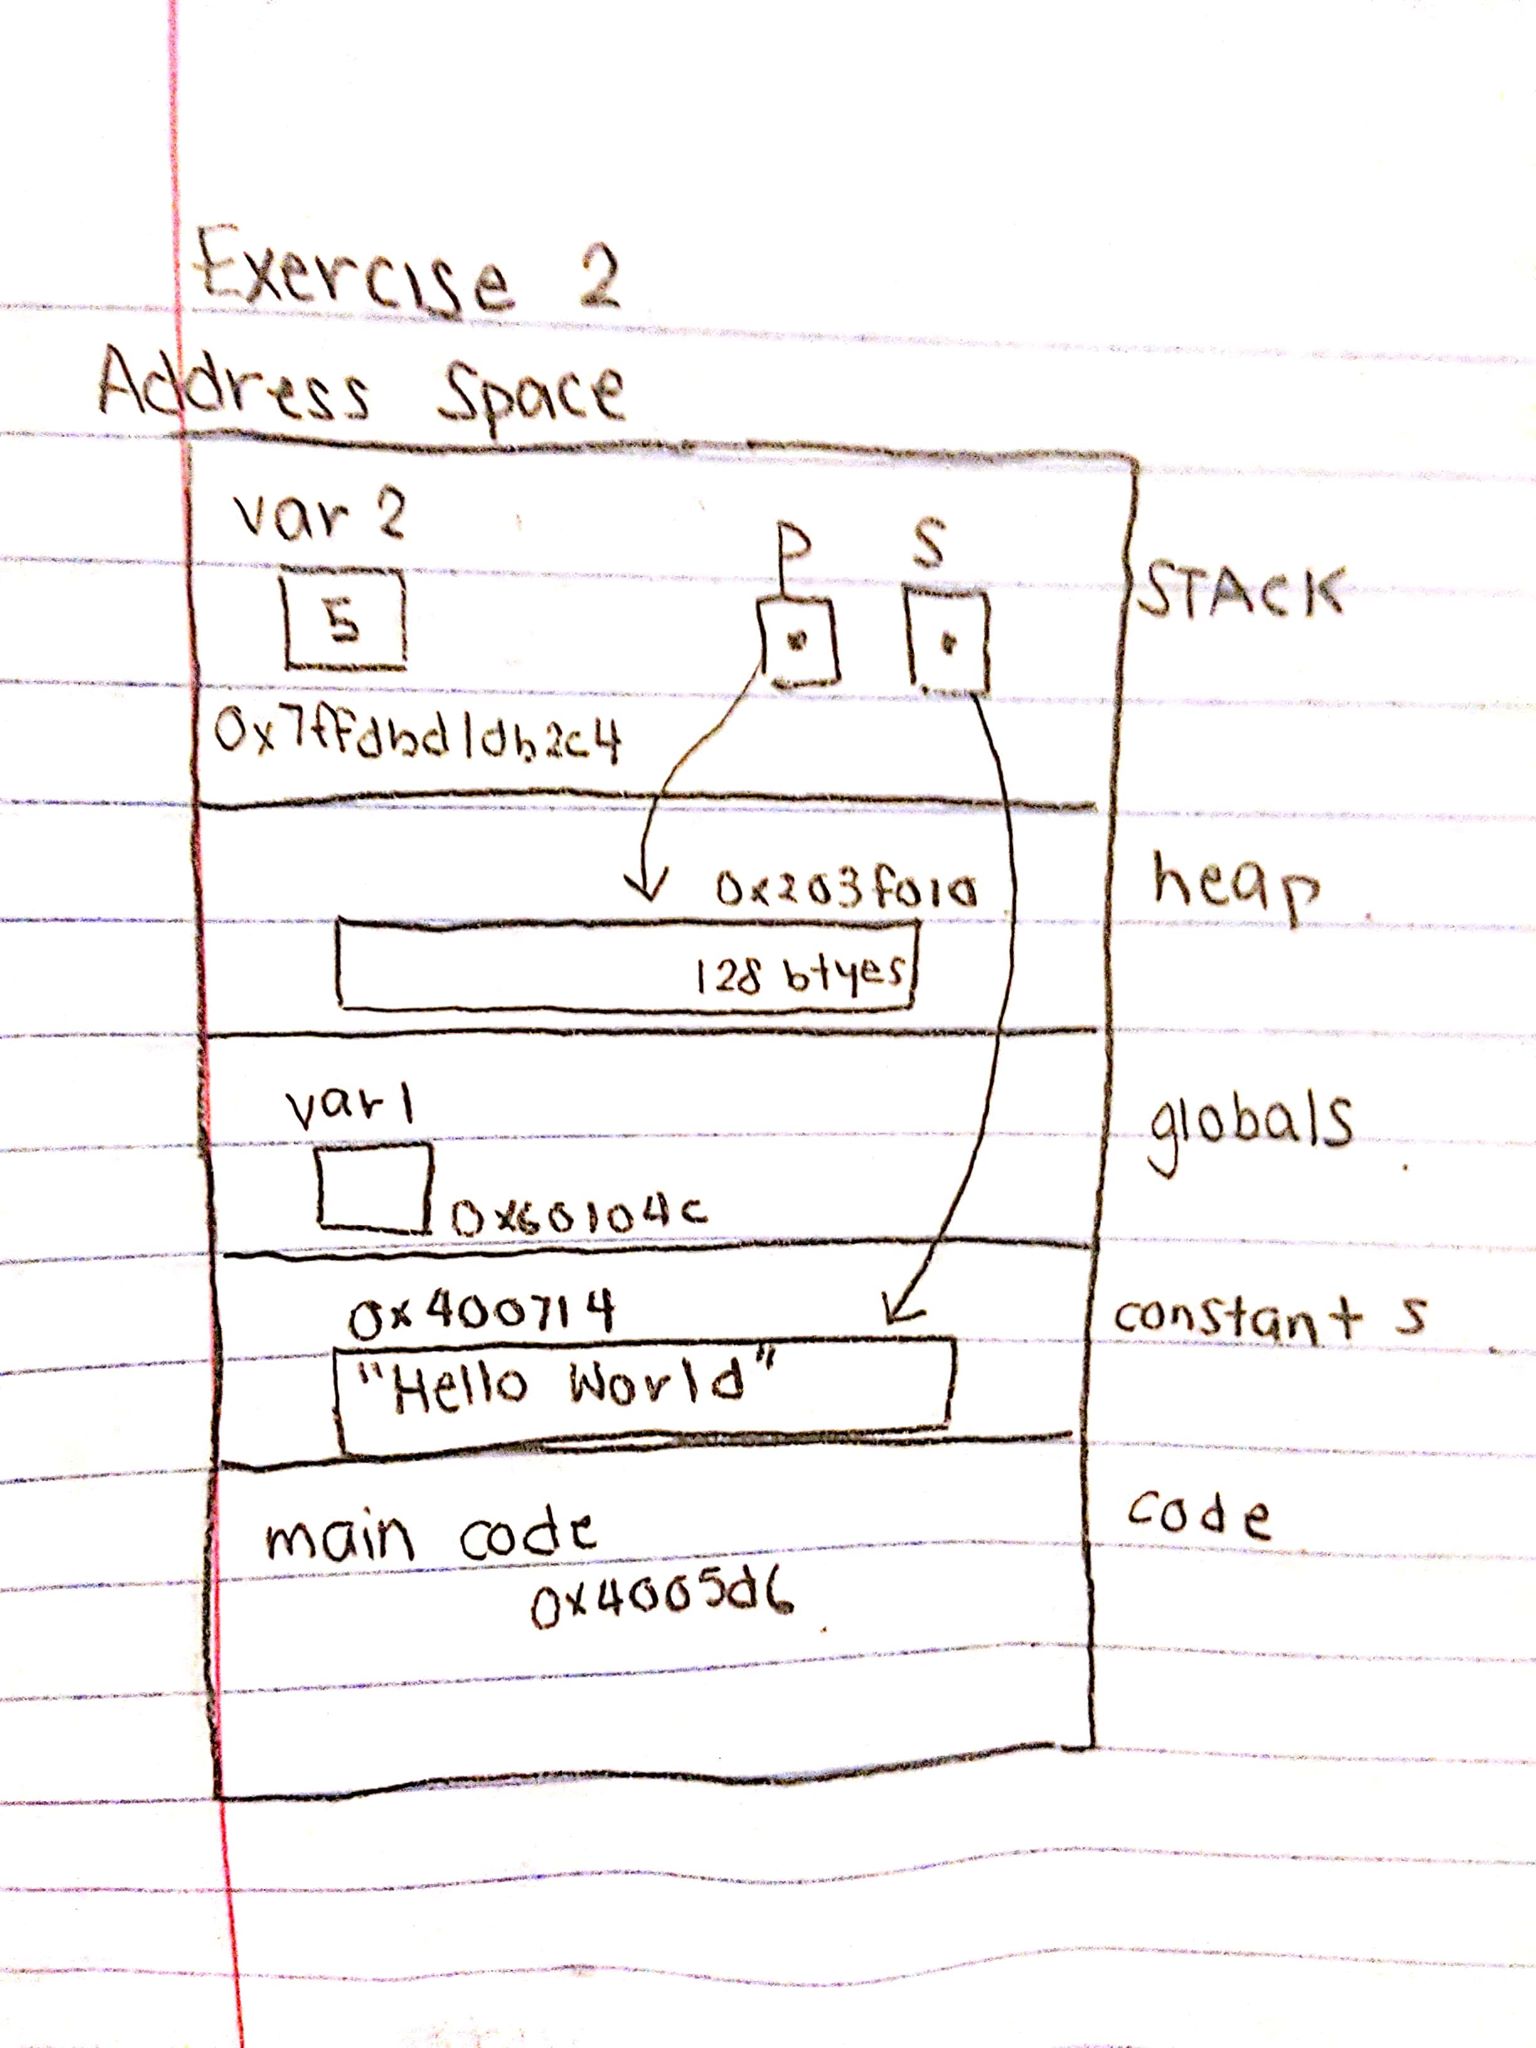 Exercise 2
Address Space
var 2 P S
5 STACK
0x7ffdbd1db2c4
0x203f010 heap
128 btyes
var1 globals
0x60104c
0x400714 constants
"Hello World"
main code code
0x4005d6